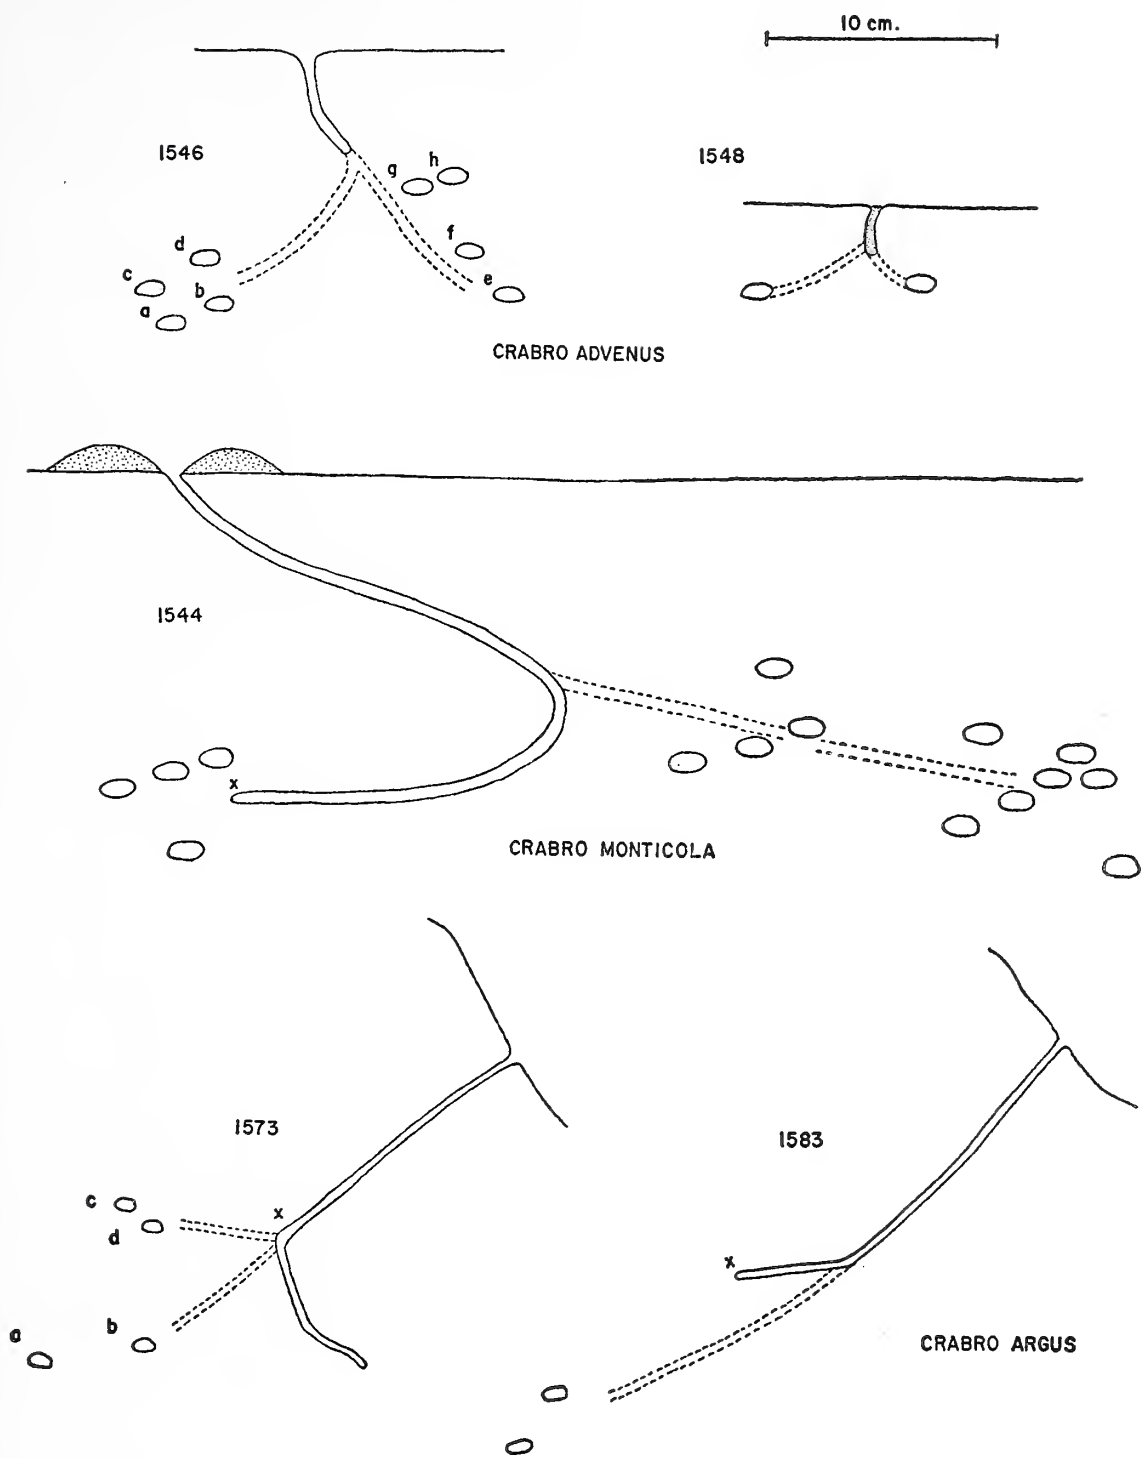 10 cm.
1546
1548
g
h
d
f
c
b
e
a
CRABRO ADVENUS
1544
x
CRABRO MONTICOLA
1573
1583
c
x
d
x
a
b
CRABRO ARGUS